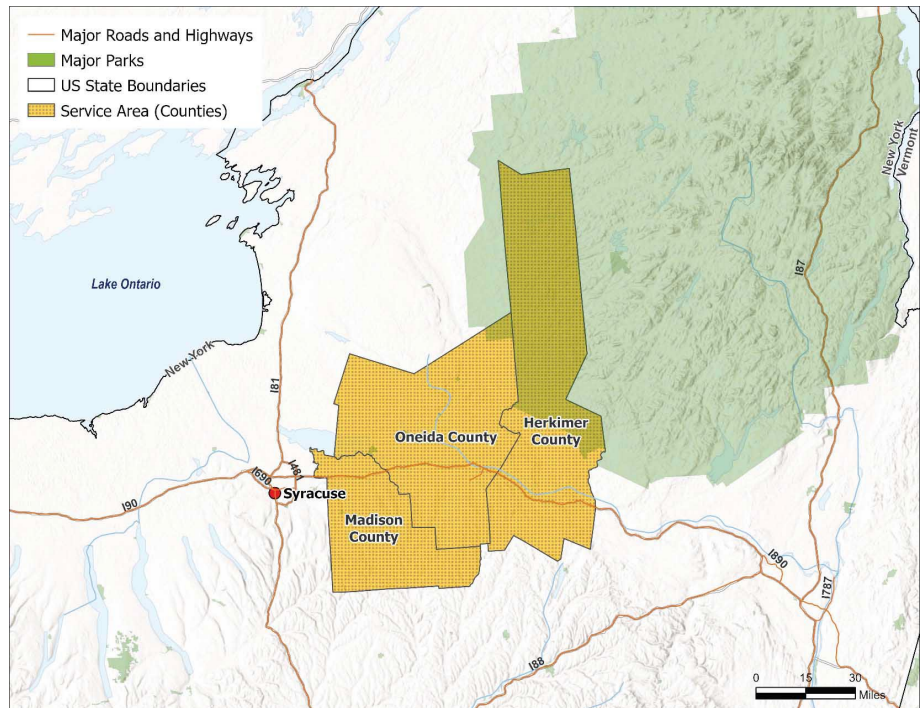 Major Roads and Highways
Major Parks
US State Boundaries
Service Area (Counties)
New York
Vermont
Lake Ontario
I87
New York
I81
Oneida County
Herkimer
County
I481
I690
Syracuse
I90
Madison
County
I890
I787
I88
0 15 30
Miles